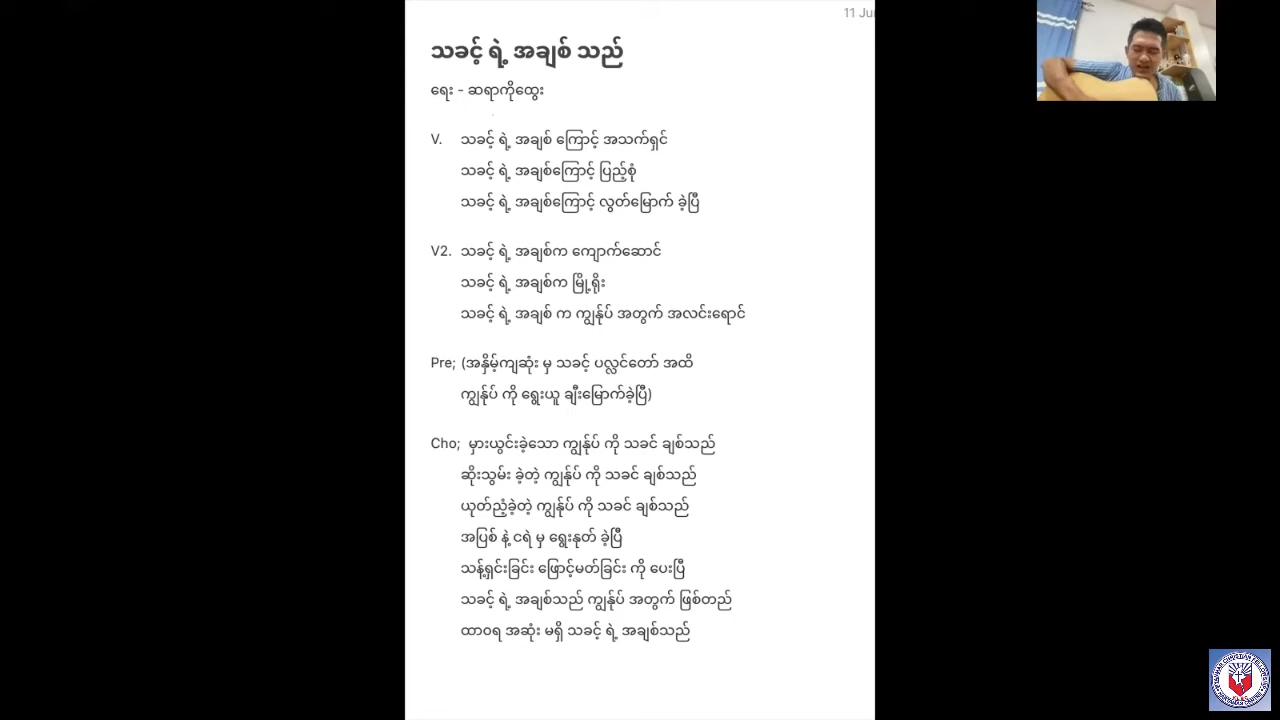 11 Ju
သခင့် ရဲ့ အချစ် သည်
ရေး - ဆရာကိုထွေး
V. သခင့် ရဲ့ အချစ် ကြောင့် အသက်ရှင်
သခင့် ရဲ့ အချစ်ကြောင့် ပြည့်စုံ
သခင့် ရဲ့ အချစ်ကြောင့် လွတ်မြောက် ခဲ့ပြီ
V2. သခင့် ရဲ့ အချစ်က ကျောက်ဆောင်
သခင့် ရဲ့ အချစ်က မြို့ရိုး
သခင့် ရဲ့ အချစ် က ကျွန်ုပ် အတွက် အလင်းရောင်
Pre; (အနှိမ့်ကျဆုံး မှ သခင့် ပလ္လင်တော် အထိ
ကျွန်ုပ် ကို ရွေးယူ ချီးမြောက်ခဲ့ပြီ)
Cho; မှားယွင်းခဲ့သော ကျွန်ုပ် ကို သခင် ချစ်သည်
ဆိုးသွမ်း ခဲ့တဲ့ ကျွန်ုပ် ကို သခင် ချစ်သည်
ယုတ်ညံ့ခဲ့တဲ့ ကျွန်ုပ် ကို သခင် ချစ်သည်
အပြစ် နဲ့ ငရဲ မှ ရွေးနုတ် ခဲ့ပြီ
သန့်ရှင်းခြင်း ဖြောင့်မတ်ခြင်း ကို ပေးပြီ
သခင့် ရဲ့ အချစ်သည် ကျွန်ုပ် အတွက် ဖြစ်တည်
ထာဝရ အဆုံး မရှိ သခင့် ရဲ့ အချစ်သည်